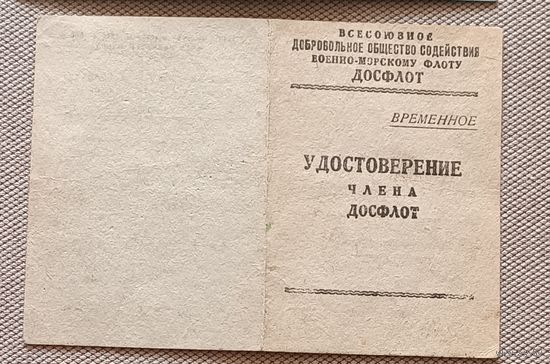 ВСЕСОЮЗНОЕ
ДОБРОВОЛЬНОЕ ОБЩЕСТВО СОДЕЙСТВИЯ
ВОЕННО-МОРСКОМУ ФЛОТУ
ДОСФЛОТ
ВРЕМЕННОЕ
УДОСТОВЕРЕНИЕ
ЧЛЕНА
ДОСФЛОТ